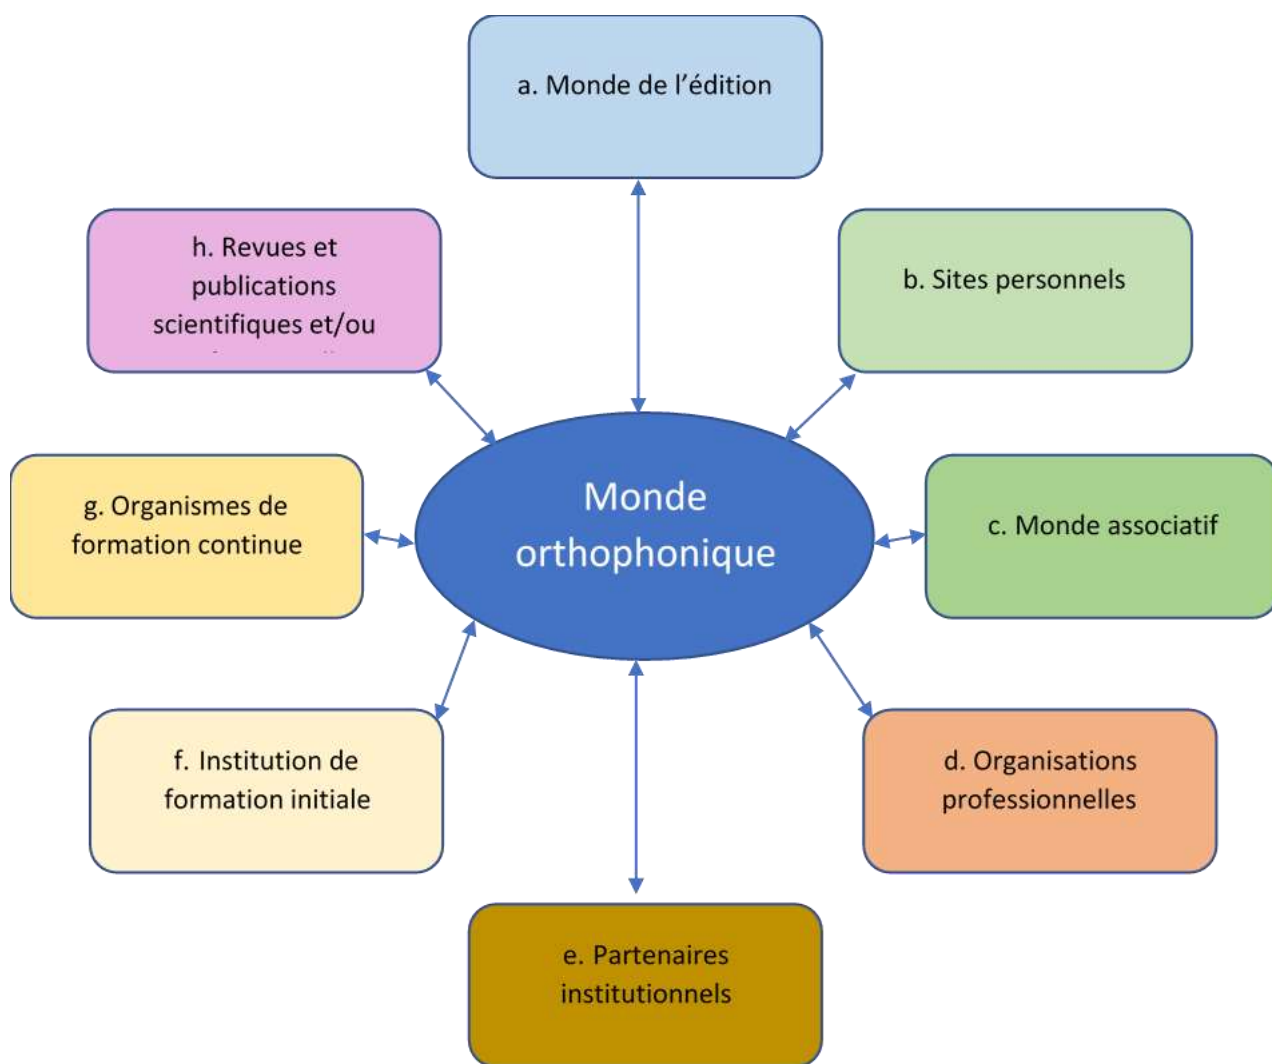 a. Monde de l’édition
h. Revues et
publications
scientifiques et/ou
b. Sites personnels
Monde
orthophonique
g. Organismes de
formation continue
c. Monde associatif
f. Institution de
formation initiale
d. Organisations
professionnelles
e. Partenaires
institutionnels